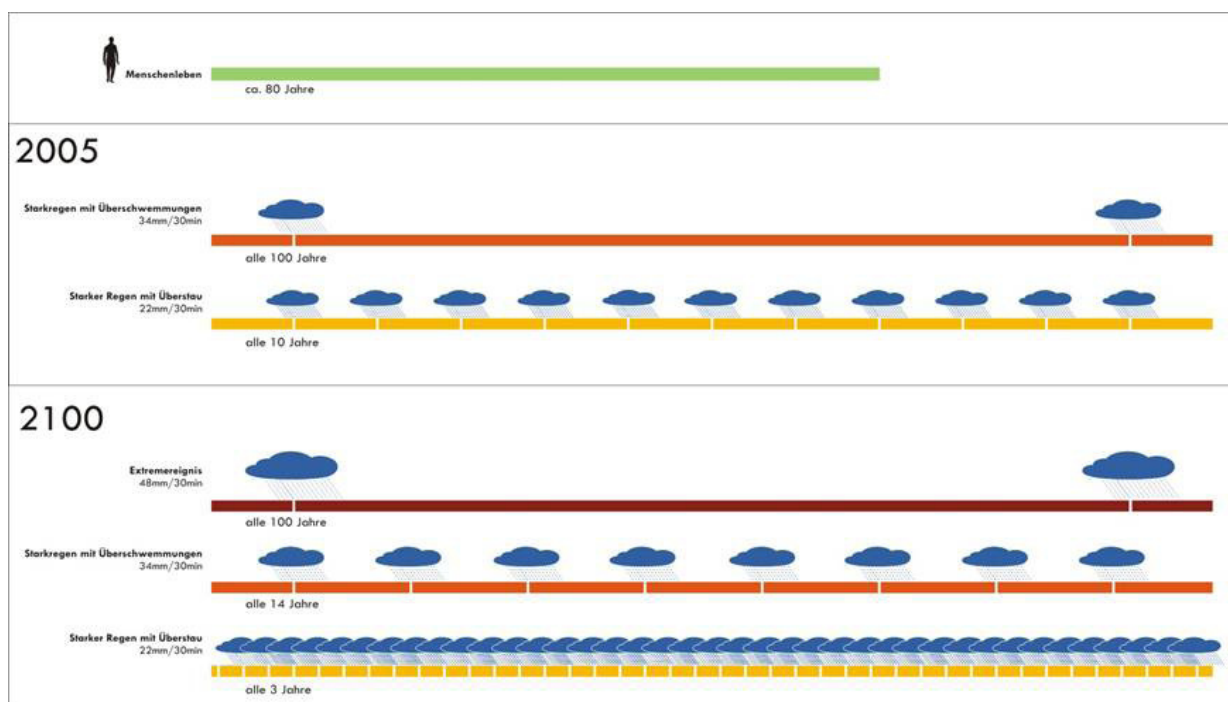 Menschenleben
ca. 80 Jahre
2005
Starkregen mit Überschwemmungen
34mm/30min
alle 100 Jahre
Starker Regen mit Überstau
22mm/30min
alle 10 Jahre
2100
Extremereignis
48mm/30min
alle 100 Jahre
Starkregen mit Überschwemmungen
34mm/30min
alle 14 Jahre
Starker Regen mit Überstau
22mm/30min
alle 3 Jahre